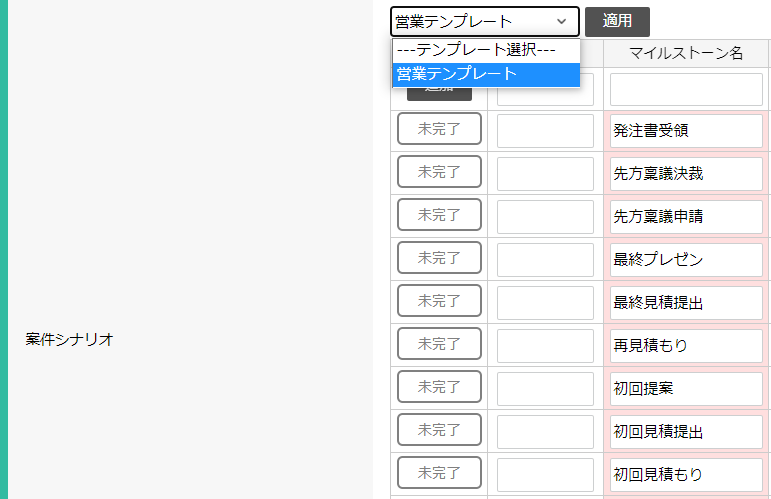 営業テンプレート
適用
---テンプレート選択---
営業テンプレート
マイルストーン名
追加
未完了
発注書受領
未完了
先方稟議決裁
未完了
先方稟議申請
未完了
最終プレゼン
未完了
最終見積提出
案件シナリオ
未完了
再見積もり
未完了
初回提案
未完了
初回見積提出
未完了
初回見積もり